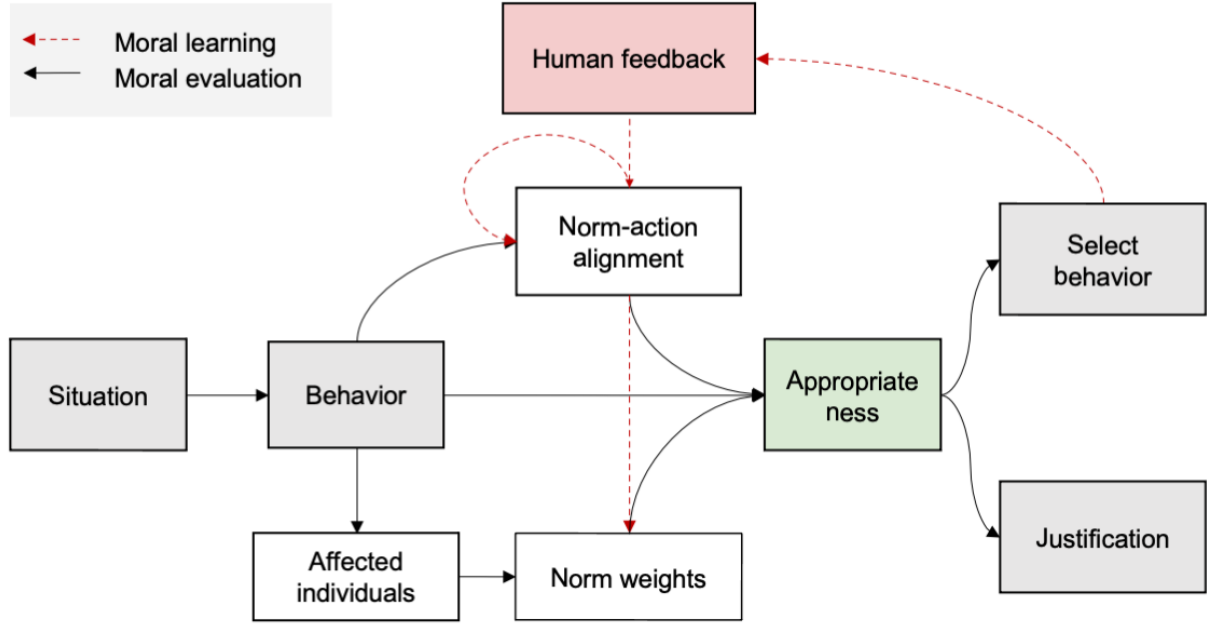 Moral learning
Moral evaluation
Human feedback
Norm-action
alignment
Select
behavior
Situation
Behavior
Appropriate
ness
Affected
individuals
Norm weights
Justification